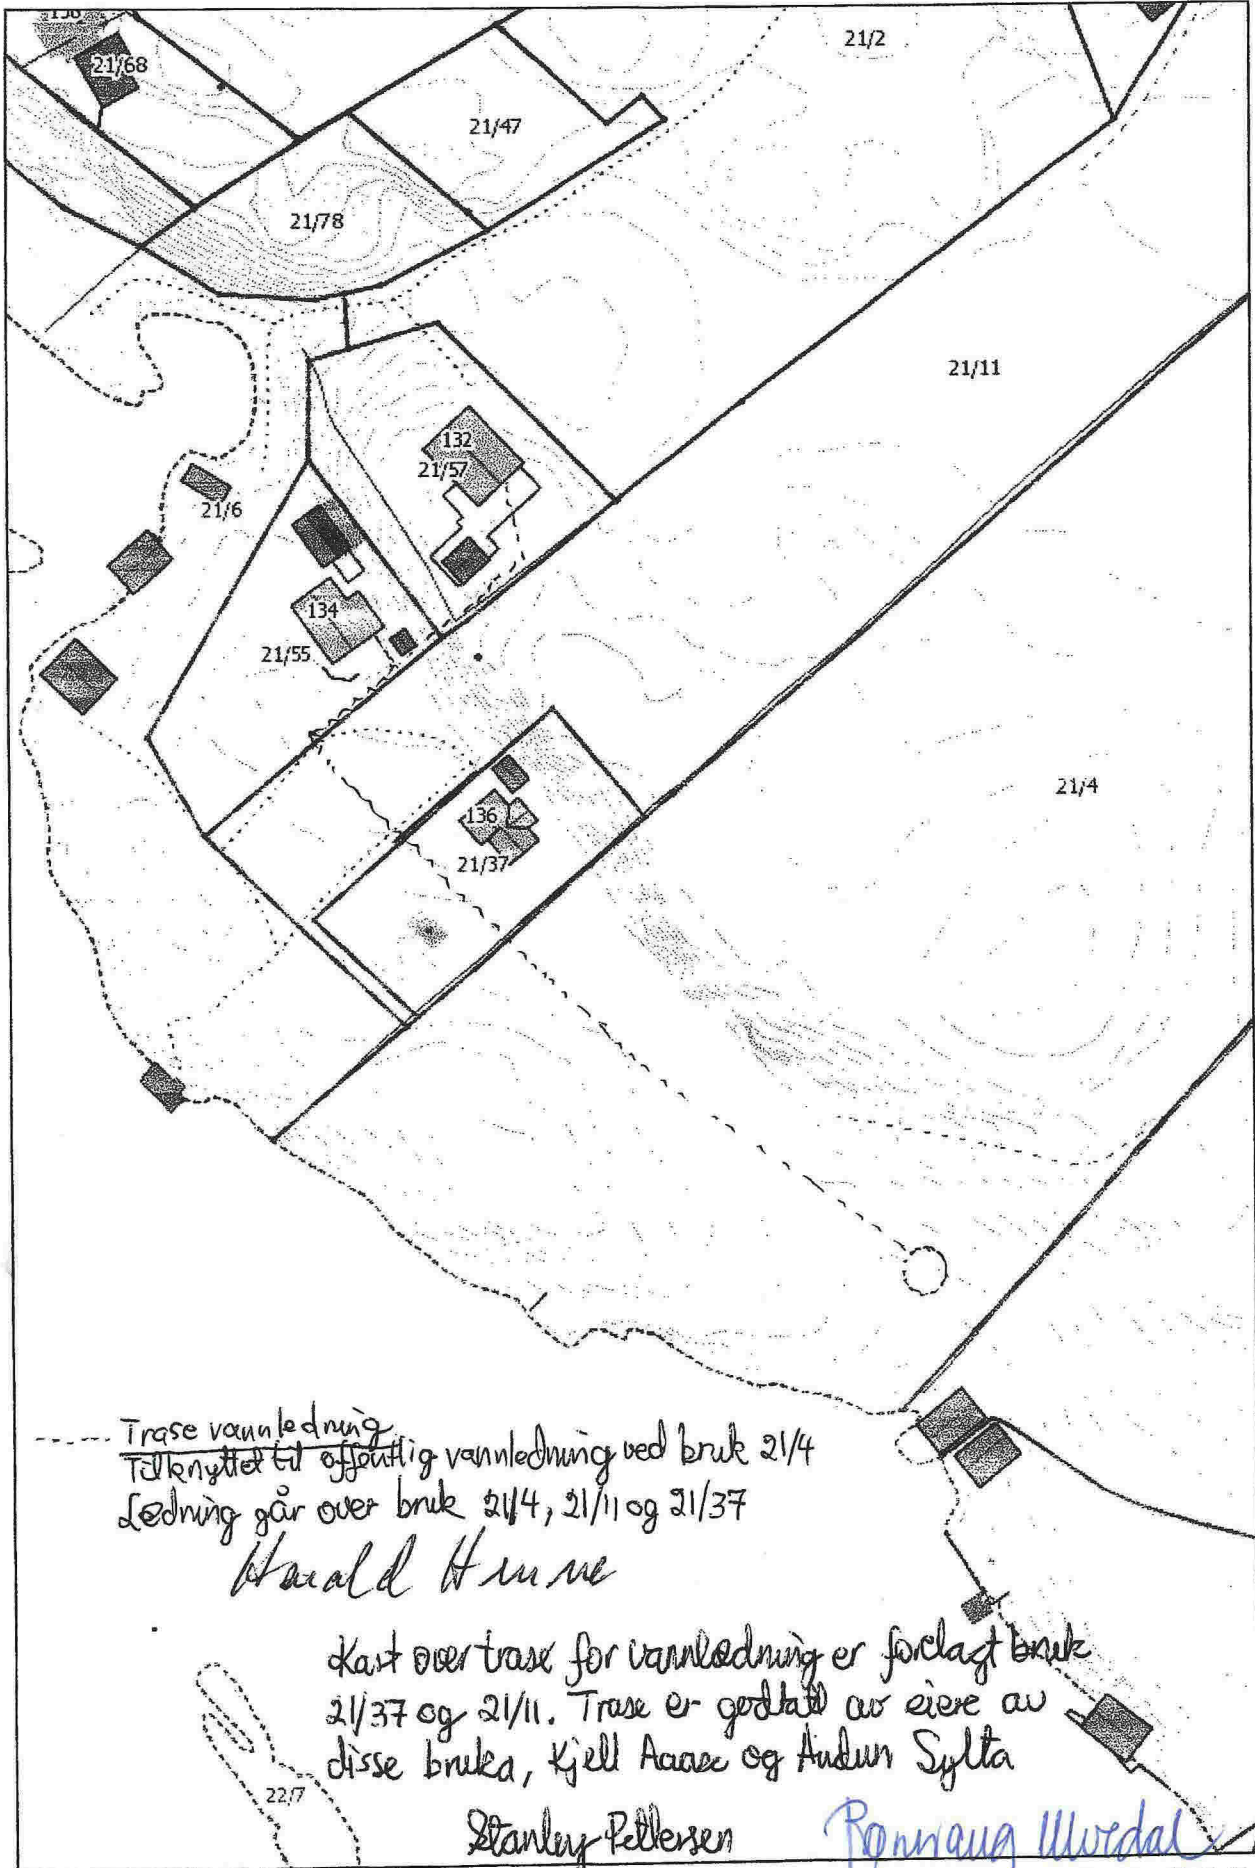 21/2
21/68
21/47
21/78
21/11
132
21/57
21/6
134
21/55
21/4
136
21/37
Trase vannledning
Tilknyttet til offentlig vannledning ved bruk 21/4
Ledning går over bruk 21/4, 21/11 og 21/37
Harald
Kart over trase for vannledning er forelagt bruk
21/37 og 21/11. Trase er godtatt av eiere av
disse bruka, Kjell Aaase og Audun Sylta
22/7
Stanley Pettersen
Rønnaug Ulvedal